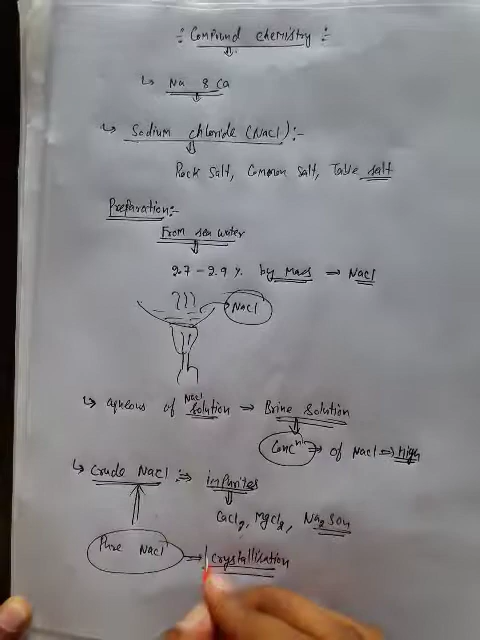 ÷ Compound chemistry ÷
↳ Na & Ca
↳ Sodium chloride (NaCl) :-
Rock Salt, Common salt, Table salt
Preparation:-
From sea water
2.7 - 2.9 % by Mass ⇒ NaCl
NaCl
↳ aqueous of NaCl solution ⇒ Brine solution
Concⁿ ⇒ of NaCl ⇒ High
↳ Crude NaCl ⇒ impurites
CaCl2, MgCl2, Na2SO4
Pure NaCl ⇒ Crystallization